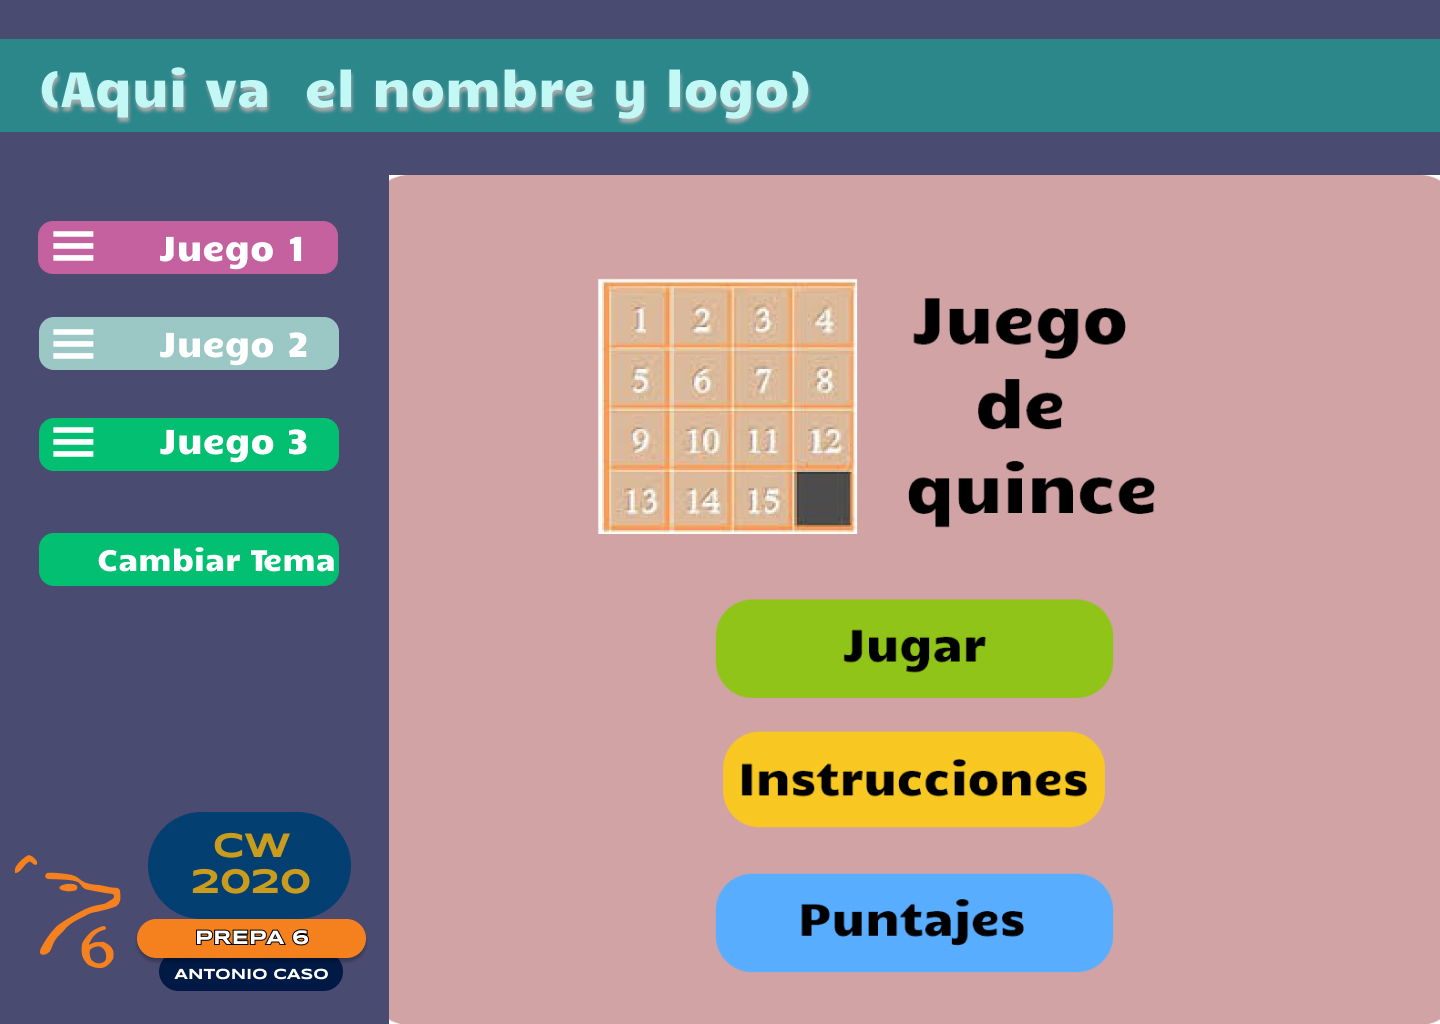 (Aqui va el nombre y logo)
Juego 1
Juego 2
Juego 3
Cambiar Tema
CW
2020
6
PREPA 6
ANTONIO CASO
1 2 3 4
5 6 7 8
9 10 11 12
13 14 15
Juego
de
quince
Jugar
Instrucciones
Puntajes